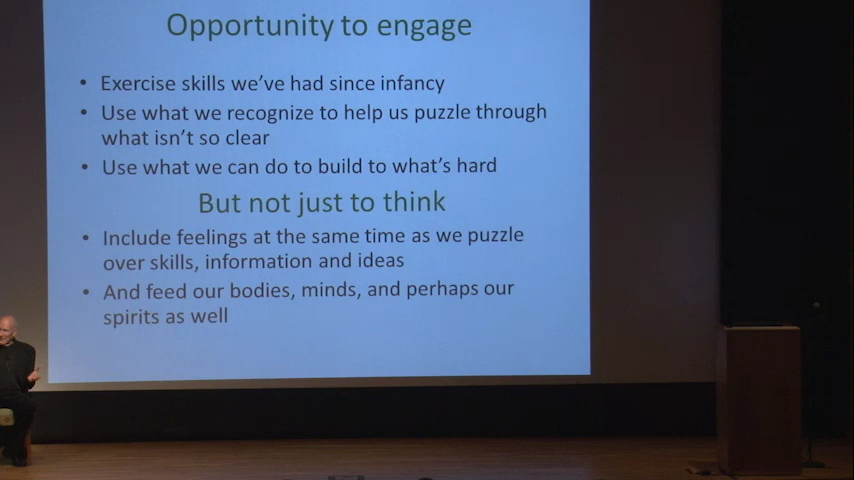 Opportunity to engage
• Exercise skills we've had since infancy
• Use what we recognize to help us puzzle through
what isn't so clear
• Use what we can do to build to what's hard
But not just to think
• Include feelings at the same time as we puzzle
over skills, information and ideas
• And feed our bodies, minds, and perhaps our
spirits as well